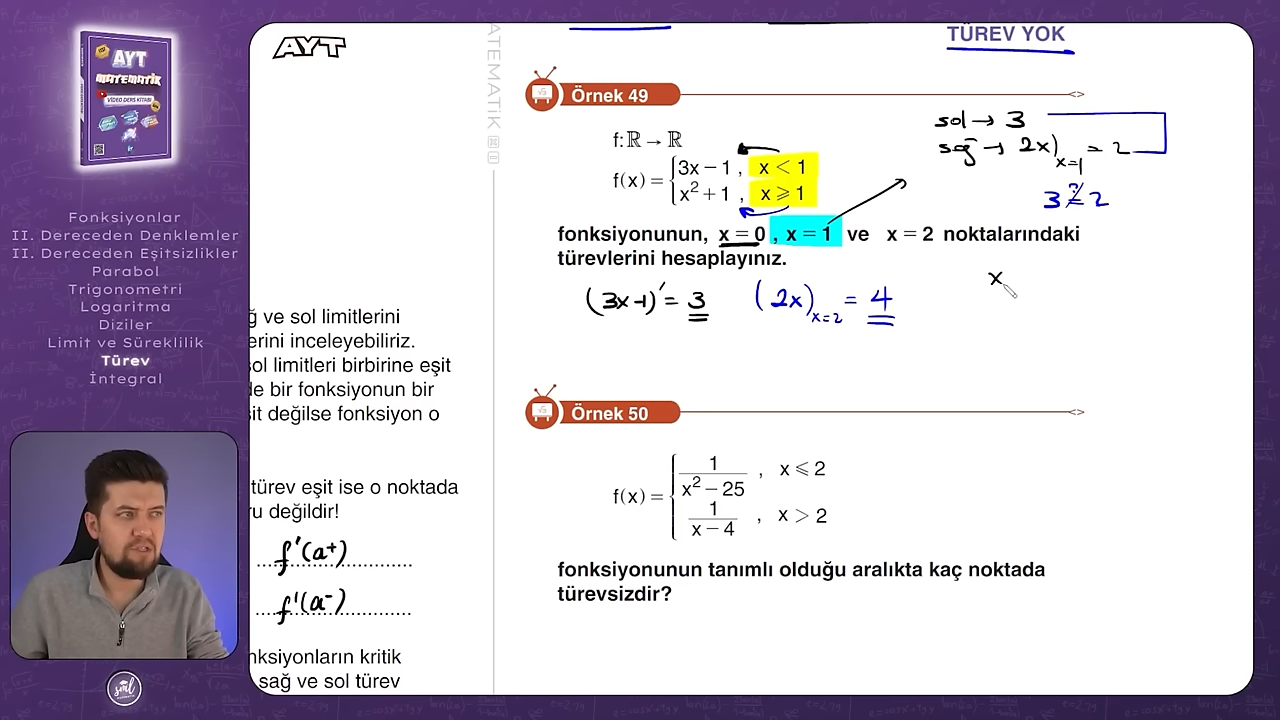 AYT
MATEMATİK
VİDEO DERS KİTABI
Fonksiyonlar
II. Dereceden Denklemler
II. Dereceden Eşitsizlikler
Parabol
Trigonometri
Logaritma
Diziler
Limit ve Süreklilik
Türev
İntegral
sml
AYT
ATEMATİK
ğ ve sol limitlerini
erini inceleyebiliriz.
sol limitleri birbirine eşit
de bir fonksiyonun bir
şit değilse fonksiyon o
türev eşit ise o noktada
ru değildir!
f'(a⁺)
f'(a⁻)
nksiyonların kritik
sağ ve sol türev
TÜREV YOK
Örnek 49
f: ℝ → ℝ
f(x) = { 3x − 1 , x < 1
x² + 1 , x ⩾ 1
sol → 3
sağ → 2x) x=1 = 2
3 ≟ 2
fonksiyonunun, x = 0 , x = 1 ve x = 2 noktalarındaki
türevlerini hesaplayınız.
(3x-1)' = 3 (2x) x=2 = 4
x
Örnek 50
f(x) = { 1/(x² − 25) , x ⩽ 2
1/(x − 4) , x > 2
fonksiyonunun tanımlı olduğu aralıkta kaç noktada
türevsizdir?